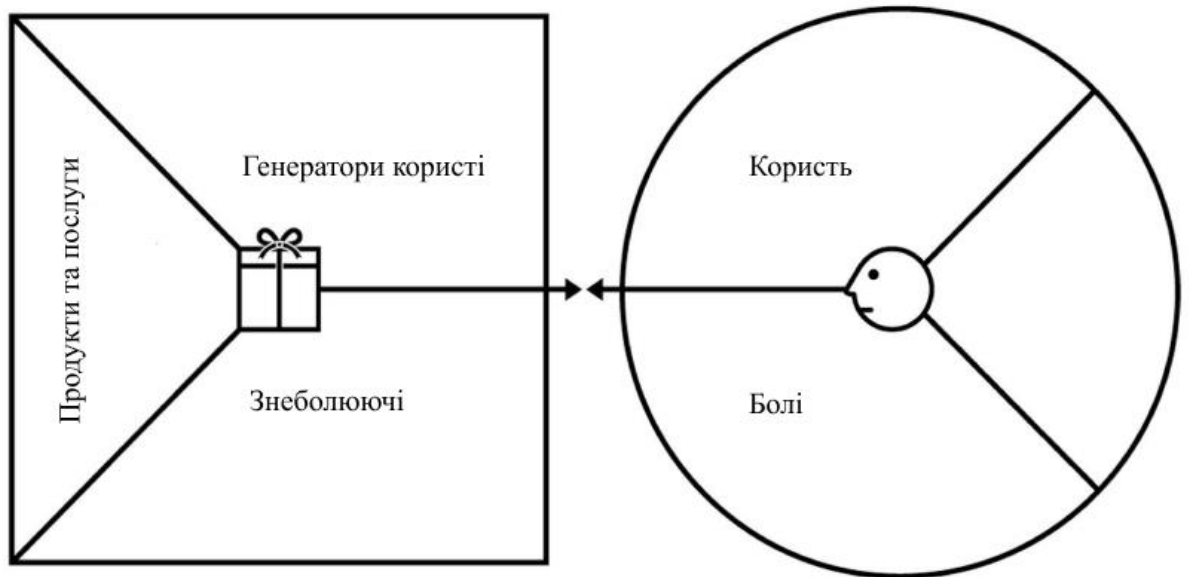 Продукти та послуги
Генератори користі
Знеболюючі
Користь
Болі